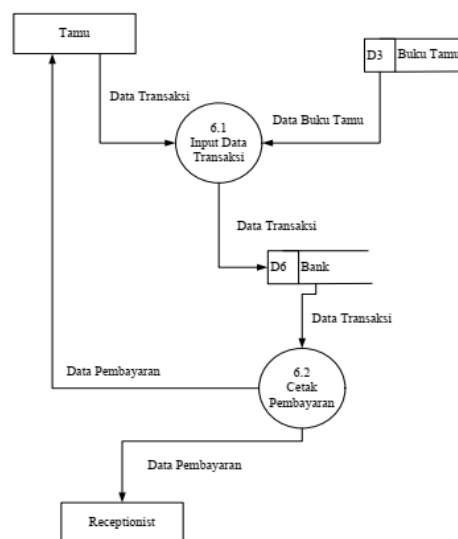 Tamu
D3 Buku Tamu
Data Transaksi
Data Buku Tamu
6.1
Input Data
Transaksi
Data Transaksi
D6 Bank
Data Transaksi
6.2
Cetak
Pembayaran
Data Pembayaran
Data Pembayaran
Receptionist